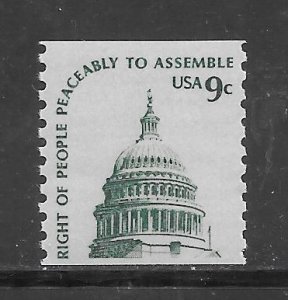 RIGHT OF PEOPLE PEACEABLY TO ASSEMBLE
USA 9c